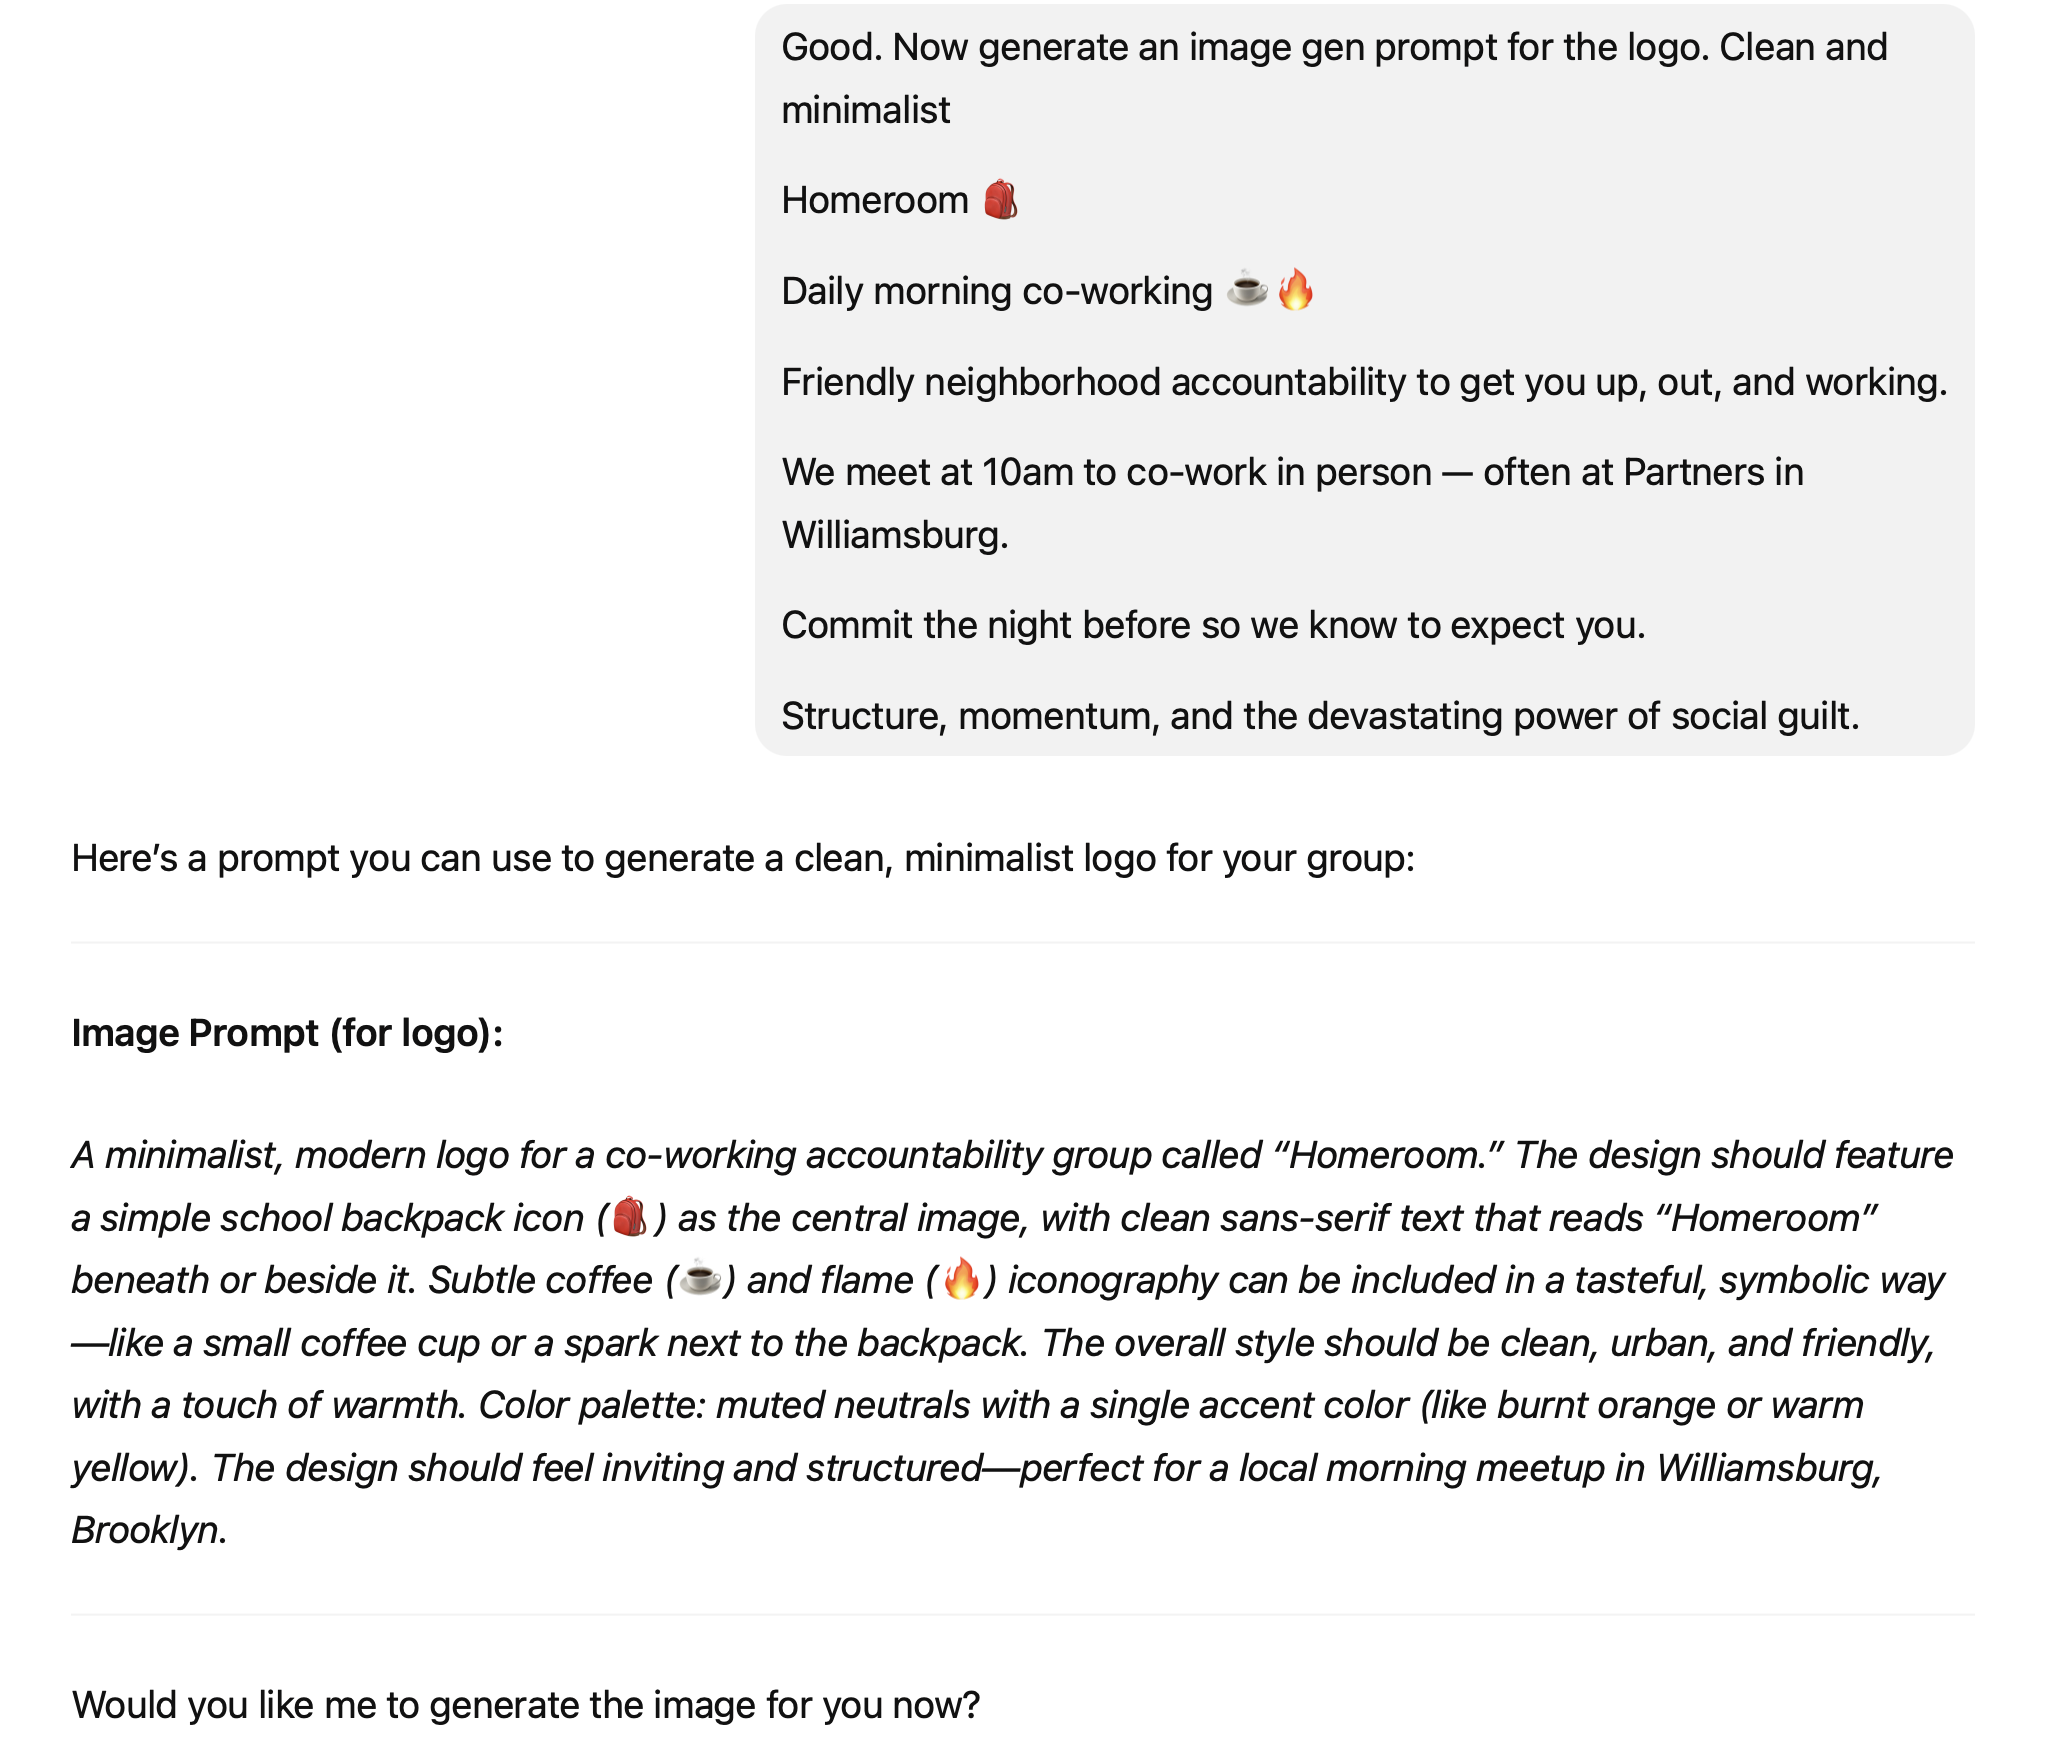 Good. Now generate an image gen prompt for the logo. Clean and
minimalist
Homeroom 🎒
Daily morning co-working ☕🔥
Friendly neighborhood accountability to get you up, out, and working.
We meet at 10am to co-work in person — often at Partners in
Williamsburg.
Commit the night before so we know to expect you.
Structure, momentum, and the devastating power of social guilt.
Here’s a prompt you can use to generate a clean, minimalist logo for your group:
Image Prompt (for logo):
A minimalist, modern logo for a co-working accountability group called “Homeroom.” The design should feature
a simple school backpack icon (🎒) as the central image, with clean sans-serif text that reads “Homeroom”
beneath or beside it. Subtle coffee (☕) and flame (🔥) iconography can be included in a tasteful, symbolic way
—like a small coffee cup or a spark next to the backpack. The overall style should be clean, urban, and friendly,
with a touch of warmth. Color palette: muted neutrals with a single accent color (like burnt orange or warm
yellow). The design should feel inviting and structured—perfect for a local morning meetup in Williamsburg,
Brooklyn.
Would you like me to generate the image for you now?